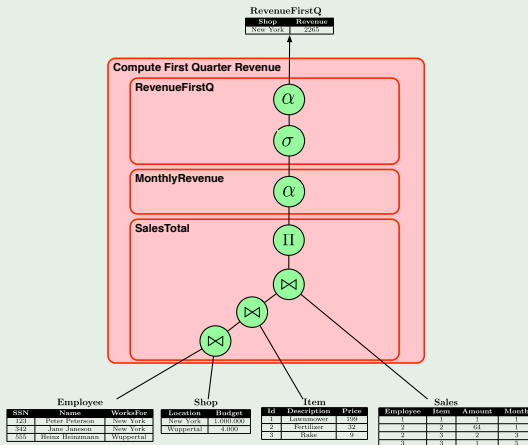 RevenueFirstQ
Shop Revenue
New York 2265
Compute First Quarter Revenue
RevenueFirstQ
α
σ
MonthlyRevenue
α
SalesTotal
Π
⋈
⋈
⋈
Employee Shop Item Sales
SSN Name WorksFor
123 Peter Peterson New York
342 Jane Janeson New York
555 Heinz Heinzmann Wuppertal
Location Budget
New York 1.000.000
Wuppertal 4.000
Id Description Price
1 Lawnmower 199
2 Fertilizer 32
3 Rake 9
Employee Item Amount Month
1 1 1 1
2 2 64 1
2 3 2 3
3 1 5